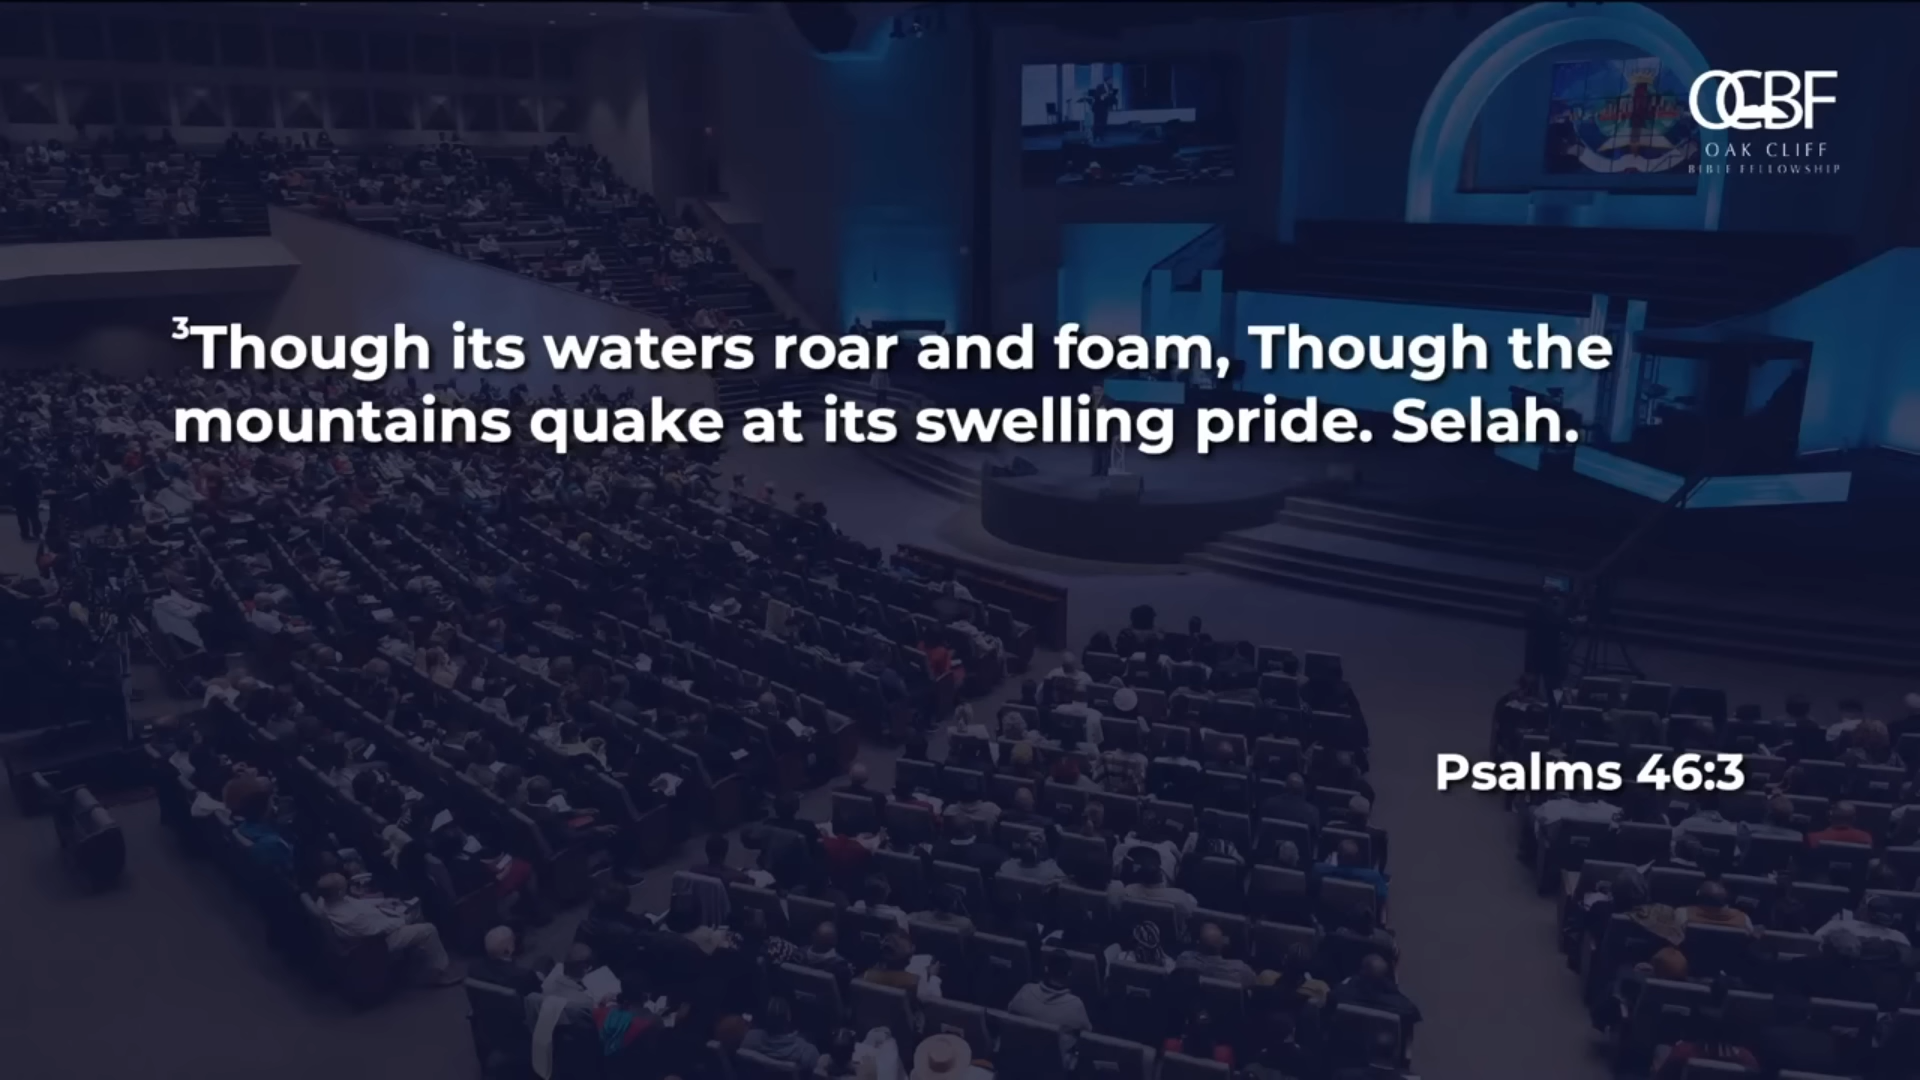 OCBF
OAK CLIFF
BIBLE FELLOWSHIP
³Though its waters roar and foam, Though the
mountains quake at its swelling pride. Selah.
Psalms 46:3